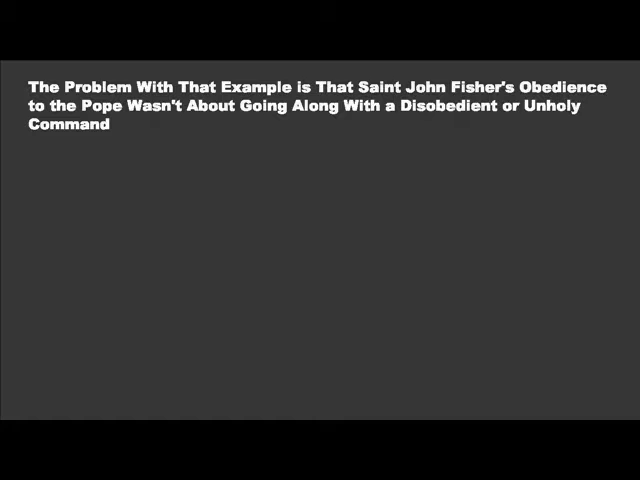 The Problem With That Example is That Saint John Fisher's Obedience
to the Pope Wasn't About Going Along With a Disobedient or Unholy
Command